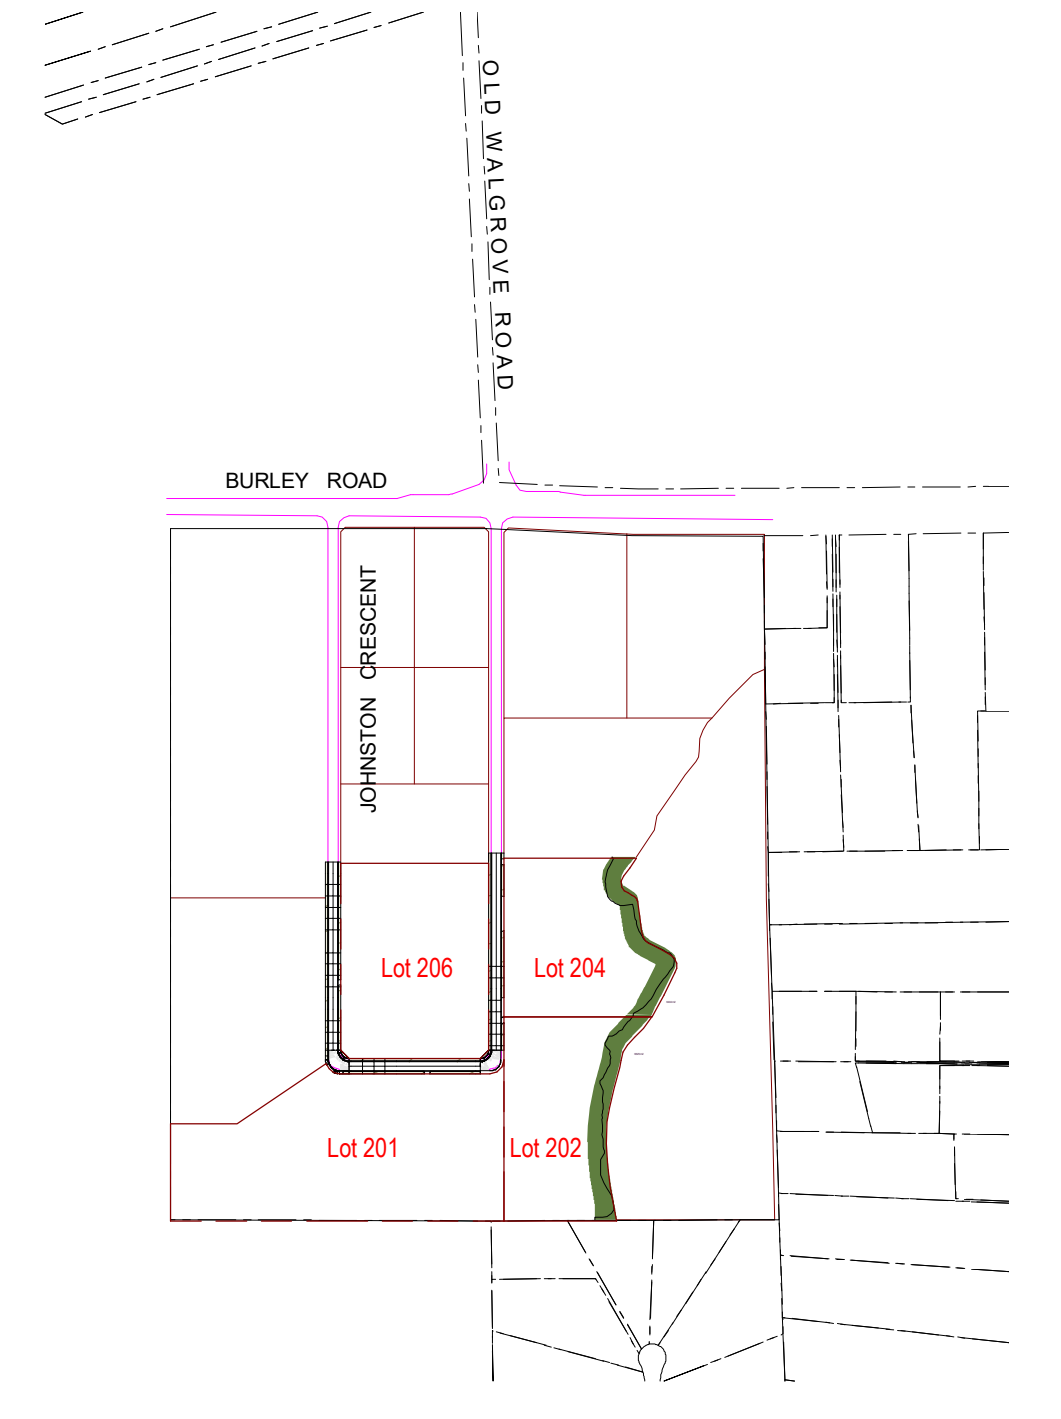 OLD WALGROVE ROAD
BURLEY ROAD
JOHNSTON CRESCENT
Lot 206
Lot 204
Lot 201
Lot 202